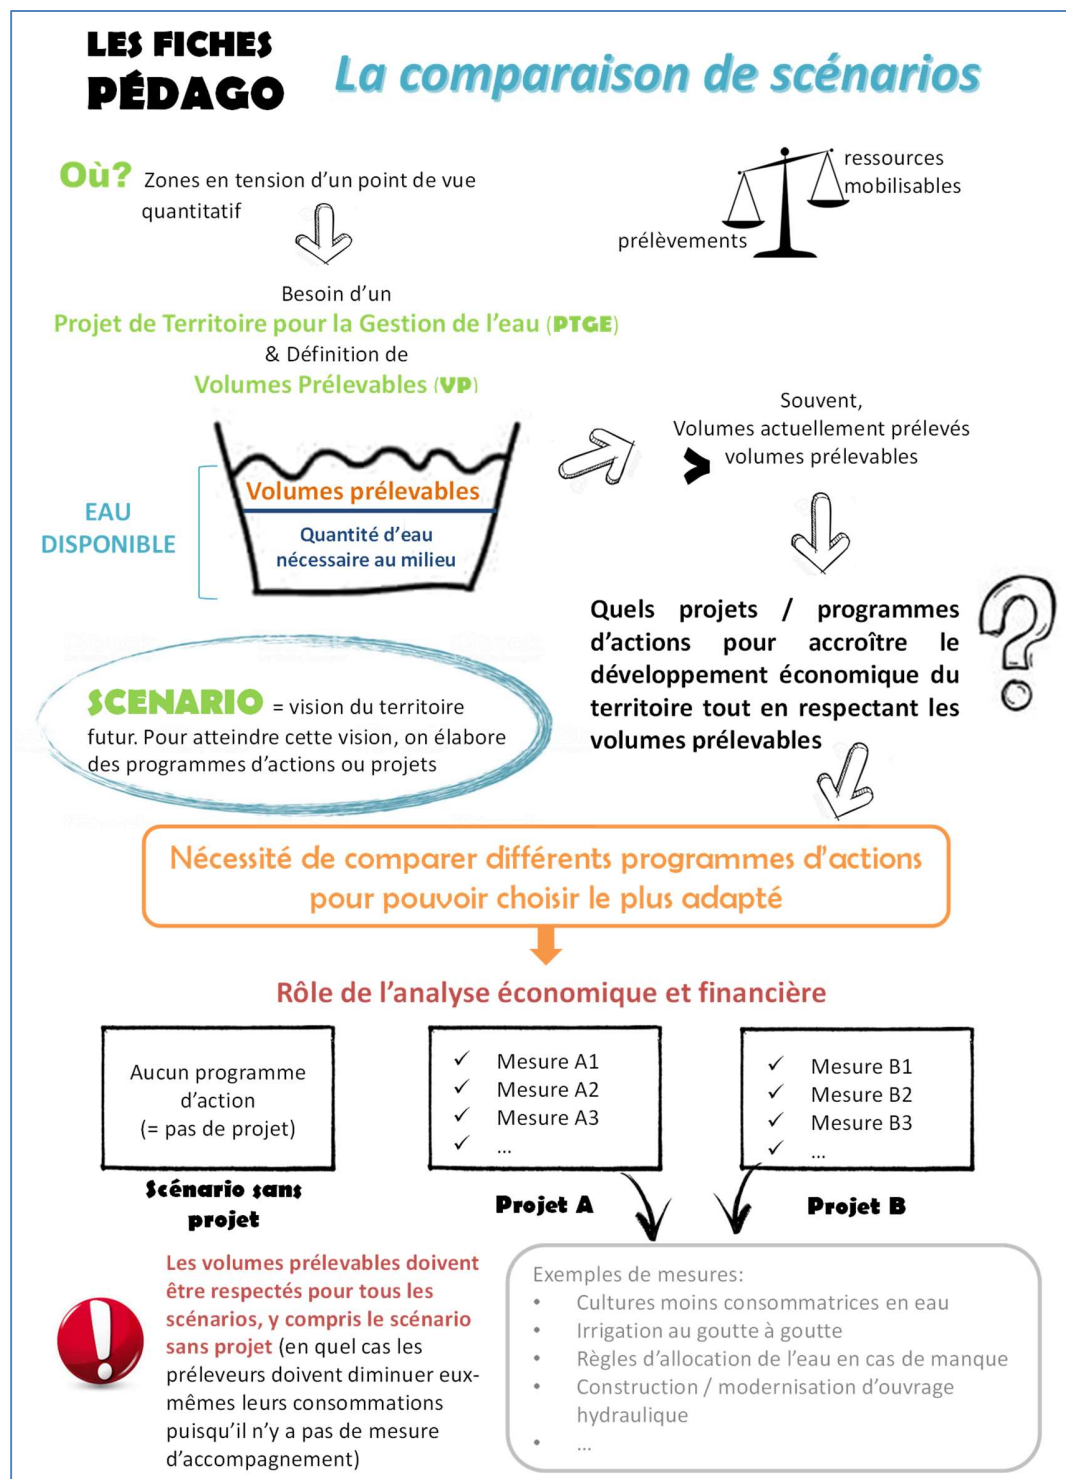 LES FICHES
PÉDAGO
La comparaison de scénarios
Où? Zones en tension d'un point de vue
quantitatif
ressources
mobilisables
prélèvements
Besoin d'un
Projet de Territoire pour la Gestion de l'eau (PTGE)
& Définition de
Volumes Prélevables (VP)
Souvent,
Volumes actuellement prélevés
> volumes prélevables
EAU
DISPONIBLE
Volumes prélevables
Quantité d'eau
nécessaire au milieu
Quels projets / programmes
d'actions pour accroître le
développement économique du
territoire tout en respectant les
volumes prélevables
?
SCENARIO = vision du territoire
futur. Pour atteindre cette vision, on élabore
des programmes d'actions ou projets
Nécessité de comparer différents programmes d'actions
pour pouvoir choisir le plus adapté
Rôle de l'analyse économique et financière
Aucun programme
d'action
(= pas de projet)
Scénario sans
projet
✓ Mesure A1
✓ Mesure A2
✓ Mesure A3
✓ ...
Projet A
✓ Mesure B1
✓ Mesure B2
✓ Mesure B3
✓ ...
Projet B
!
Les volumes prélevables doivent
être respectés pour tous les
scénarios, y compris le scénario
sans projet (en quel cas les
préleveurs doivent diminuer eux-
mêmes leurs consommations
puisqu'il n'y a pas de mesure
d'accompagnement)
Exemples de mesures:
• Cultures moins consommatrices en eau
• Irrigation au goutte à goutte
• Règles d'allocation de l'eau en cas de manque
• Construction / modernisation d'ouvrage
hydraulique
• ...